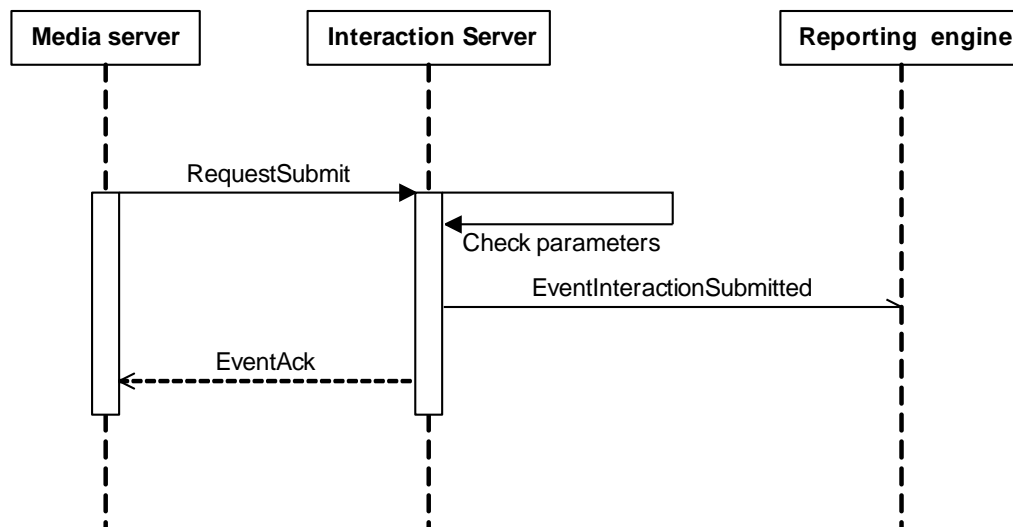 Media server
Interaction Server
Reporting engine
RequestSubmit
Check parameters
EventInteractionSubmitted
EventAck